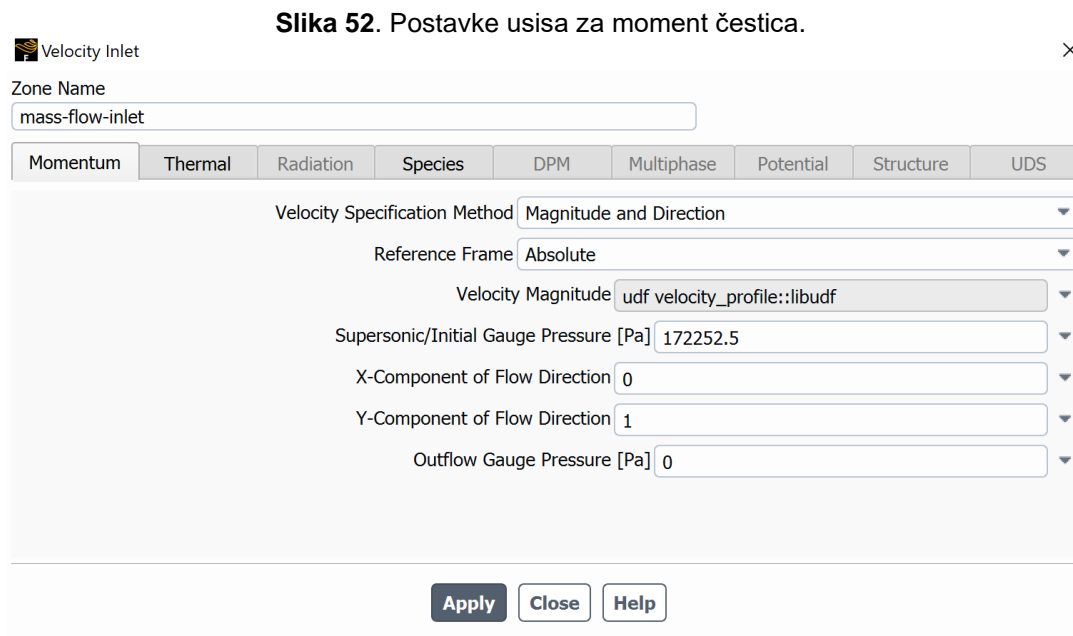 Slika 52. Postavke usisa za moment čestica.
Velocity Inlet
Zone Name
mass-flow-inlet
Momentum Thermal Radiation Species DPM Multiphase Potential Structure UDS
Velocity Specification Method Magnitude and Direction
Reference Frame Absolute
Velocity Magnitude udf velocity_profile::libudf
Supersonic/Initial Gauge Pressure [Pa] 172252.5
X-Component of Flow Direction 0
Y-Component of Flow Direction 1
Outflow Gauge Pressure [Pa] 0
Apply Close Help